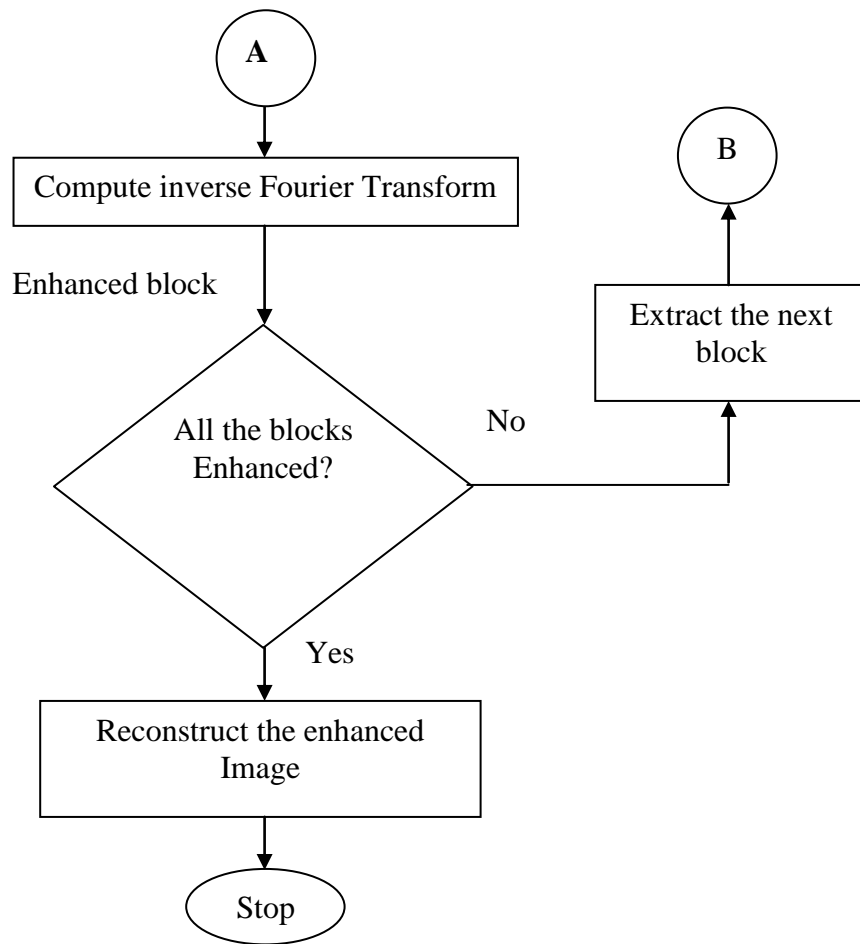 A
B
Compute inverse Fourier Transform
Enhanced block
Extract the next
block
All the blocks
Enhanced?
No
Yes
Reconstruct the enhanced
Image
Stop